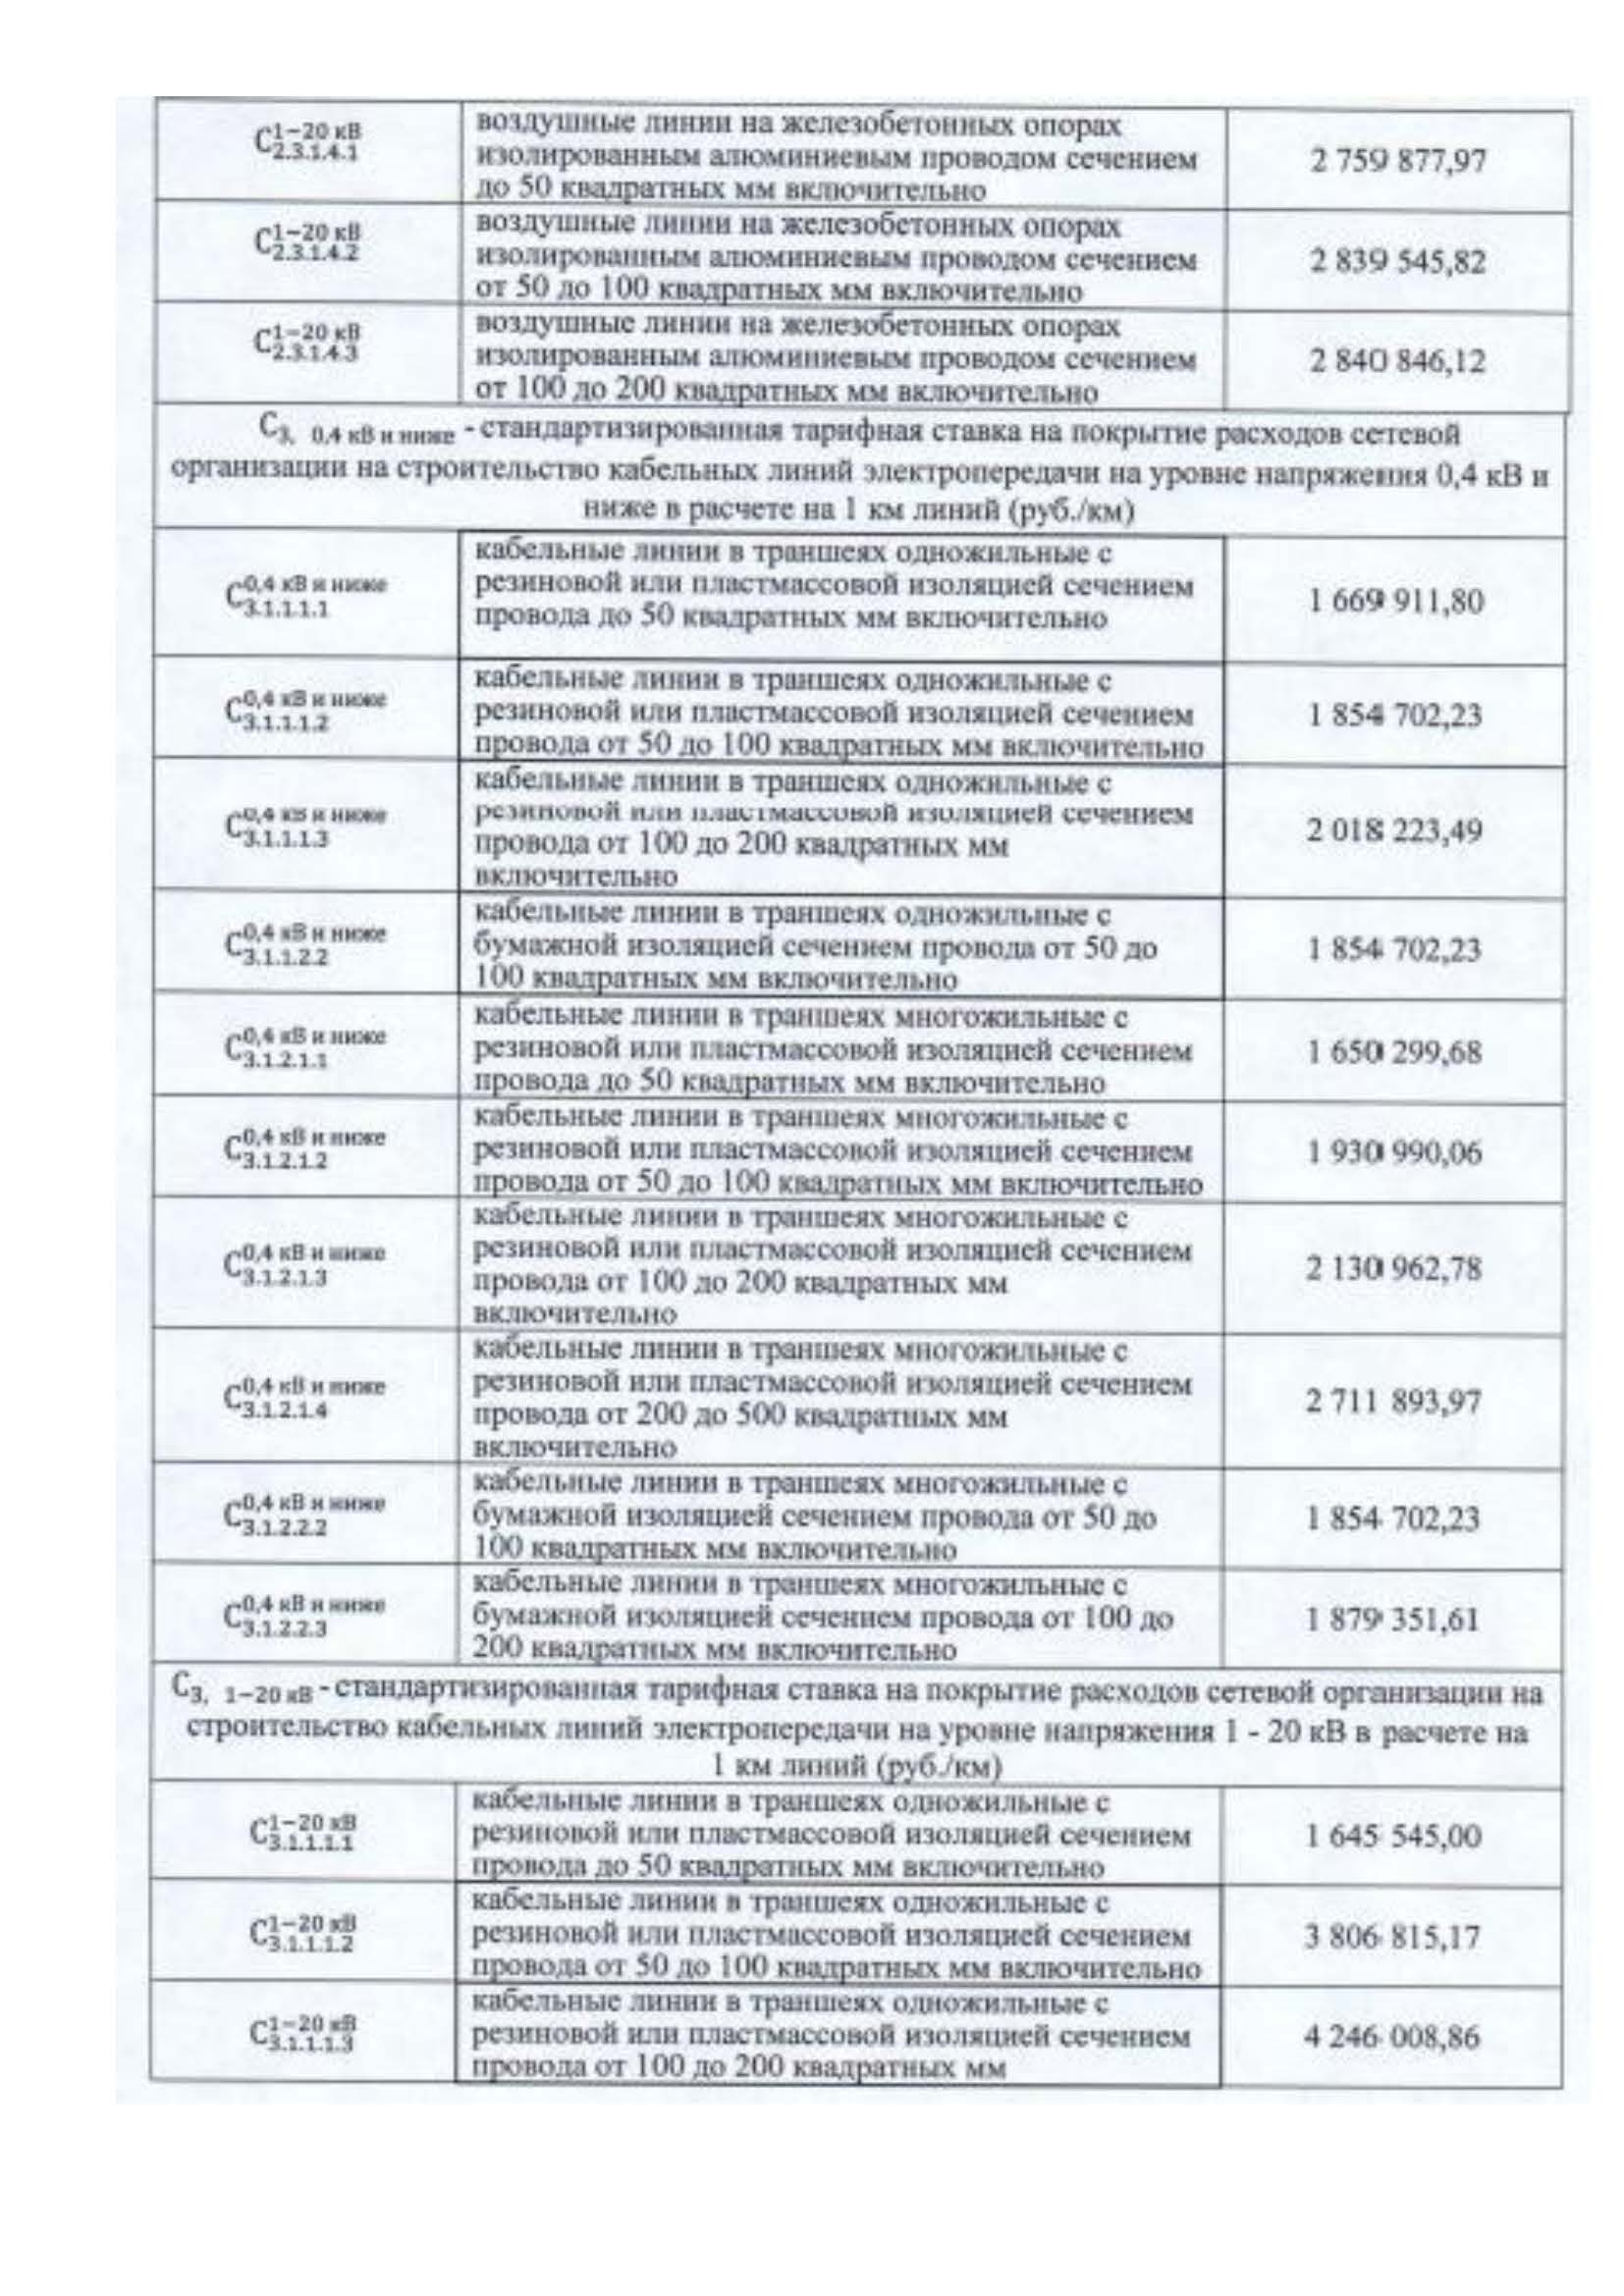 С 1−20 кВ 2.3.1.4.1
воздушные линии на железобетонных опорах
изолированным алюминиевым проводом сечением
до 50 квадратных мм включительно
2 759 877,97
С 1−20 кВ 2.3.1.4.2
воздушные линии на железобетонных опорах
изолированным алюминиевым проводом сечением
от 50 до 100 квадратных мм включительно
2 839 545,82
С 1−20 кВ 2.3.1.4.3
воздушные линии на железобетонных опорах
изолированным алюминиевым проводом сечением
от 100 до 200 квадратных мм включительно
2 840 846,12
С3, 0,4 кВ и ниже - стандартизированная тарифная ставка на покрытие расходов сетевой
организации на строительство кабельных линий электропередачи на уровне напряжения 0,4 кВ и
ниже в расчете на 1 км линий (руб./км)
С 0,4 кВ и ниже 3.1.1.1.1
кабельные линии в траншеях одножильные с
резиновой или пластмассовой изоляцией сечением
провода до 50 квадратных мм включительно
1 669 911,80
С 0,4 кВ и ниже 3.1.1.1.2
кабельные линии в траншеях одножильные с
резиновой или пластмассовой изоляцией сечением
провода от 50 до 100 квадратных мм включительно
1 854 702,23
С 0,4 кВ и ниже 3.1.1.1.3
кабельные линии в траншеях одножильные с
резиновой или пластмассовой изоляцией сечением
провода от 100 до 200 квадратных мм
включительно
2 018 223,49
С 0,4 кВ и ниже 3.1.1.2.2
кабельные линии в траншеях одножильные с
бумажной изоляцией сечением провода от 50 до
100 квадратных мм включительно
1 854 702,23
С 0,4 кВ и ниже 3.1.2.1.1
кабельные линии в траншеях многожильные с
резиновой или пластмассовой изоляцией сечением
провода до 50 квадратных мм включительно
1 650 299,68
С 0,4 кВ и ниже 3.1.2.1.2
кабельные линии в траншеях многожильные с
резиновой или пластмассовой изоляцией сечением
провода от 50 до 100 квадратных мм включительно
1 930 990,06
С 0,4 кВ и ниже 3.1.2.1.3
кабельные линии в траншеях многожильные с
резиновой или пластмассовой изоляцией сечением
провода от 100 до 200 квадратных мм
включительно
2 130 962,78
С 0,4 кВ и ниже 3.1.2.1.4
кабельные линии в траншеях многожильные с
резиновой или пластмассовой изоляцией сечением
провода от 200 до 500 квадратных мм
включительно
2 711 893,97
С 0,4 кВ и ниже 3.1.2.2.2
кабельные линии в траншеях многожильные с
бумажной изоляцией сечением провода от 50 до
100 квадратных мм включительно
1 854 702,23
С 0,4 кВ и ниже 3.1.2.2.3
кабельные линии в траншеях многожильные с
бумажной изоляцией сечением провода от 100 до
200 квадратных мм включительно
1 879 351,61
С3, 1−20 кВ - стандартизированная тарифная ставка на покрытие расходов сетевой организации на
строительство кабельных линий электропередачи на уровне напряжения 1 - 20 кВ в расчете на
1 км линий (руб./км)
С 1−20 кВ 3.1.1.1.1
кабельные линии в траншеях одножильные с
резиновой или пластмассовой изоляцией сечением
провода до 50 квадратных мм включительно
1 645 545,00
С 1−20 кВ 3.1.1.1.2
кабельные линии в траншеях одножильные с
резиновой или пластмассовой изоляцией сечением
провода от 50 до 100 квадратных мм включительно
3 806 815,17
С 1−20 кВ 3.1.1.1.3
кабельные линии в траншеях одножильные с
резиновой или пластмассовой изоляцией сечением
провода от 100 до 200 квадратных мм
4 246 008,86